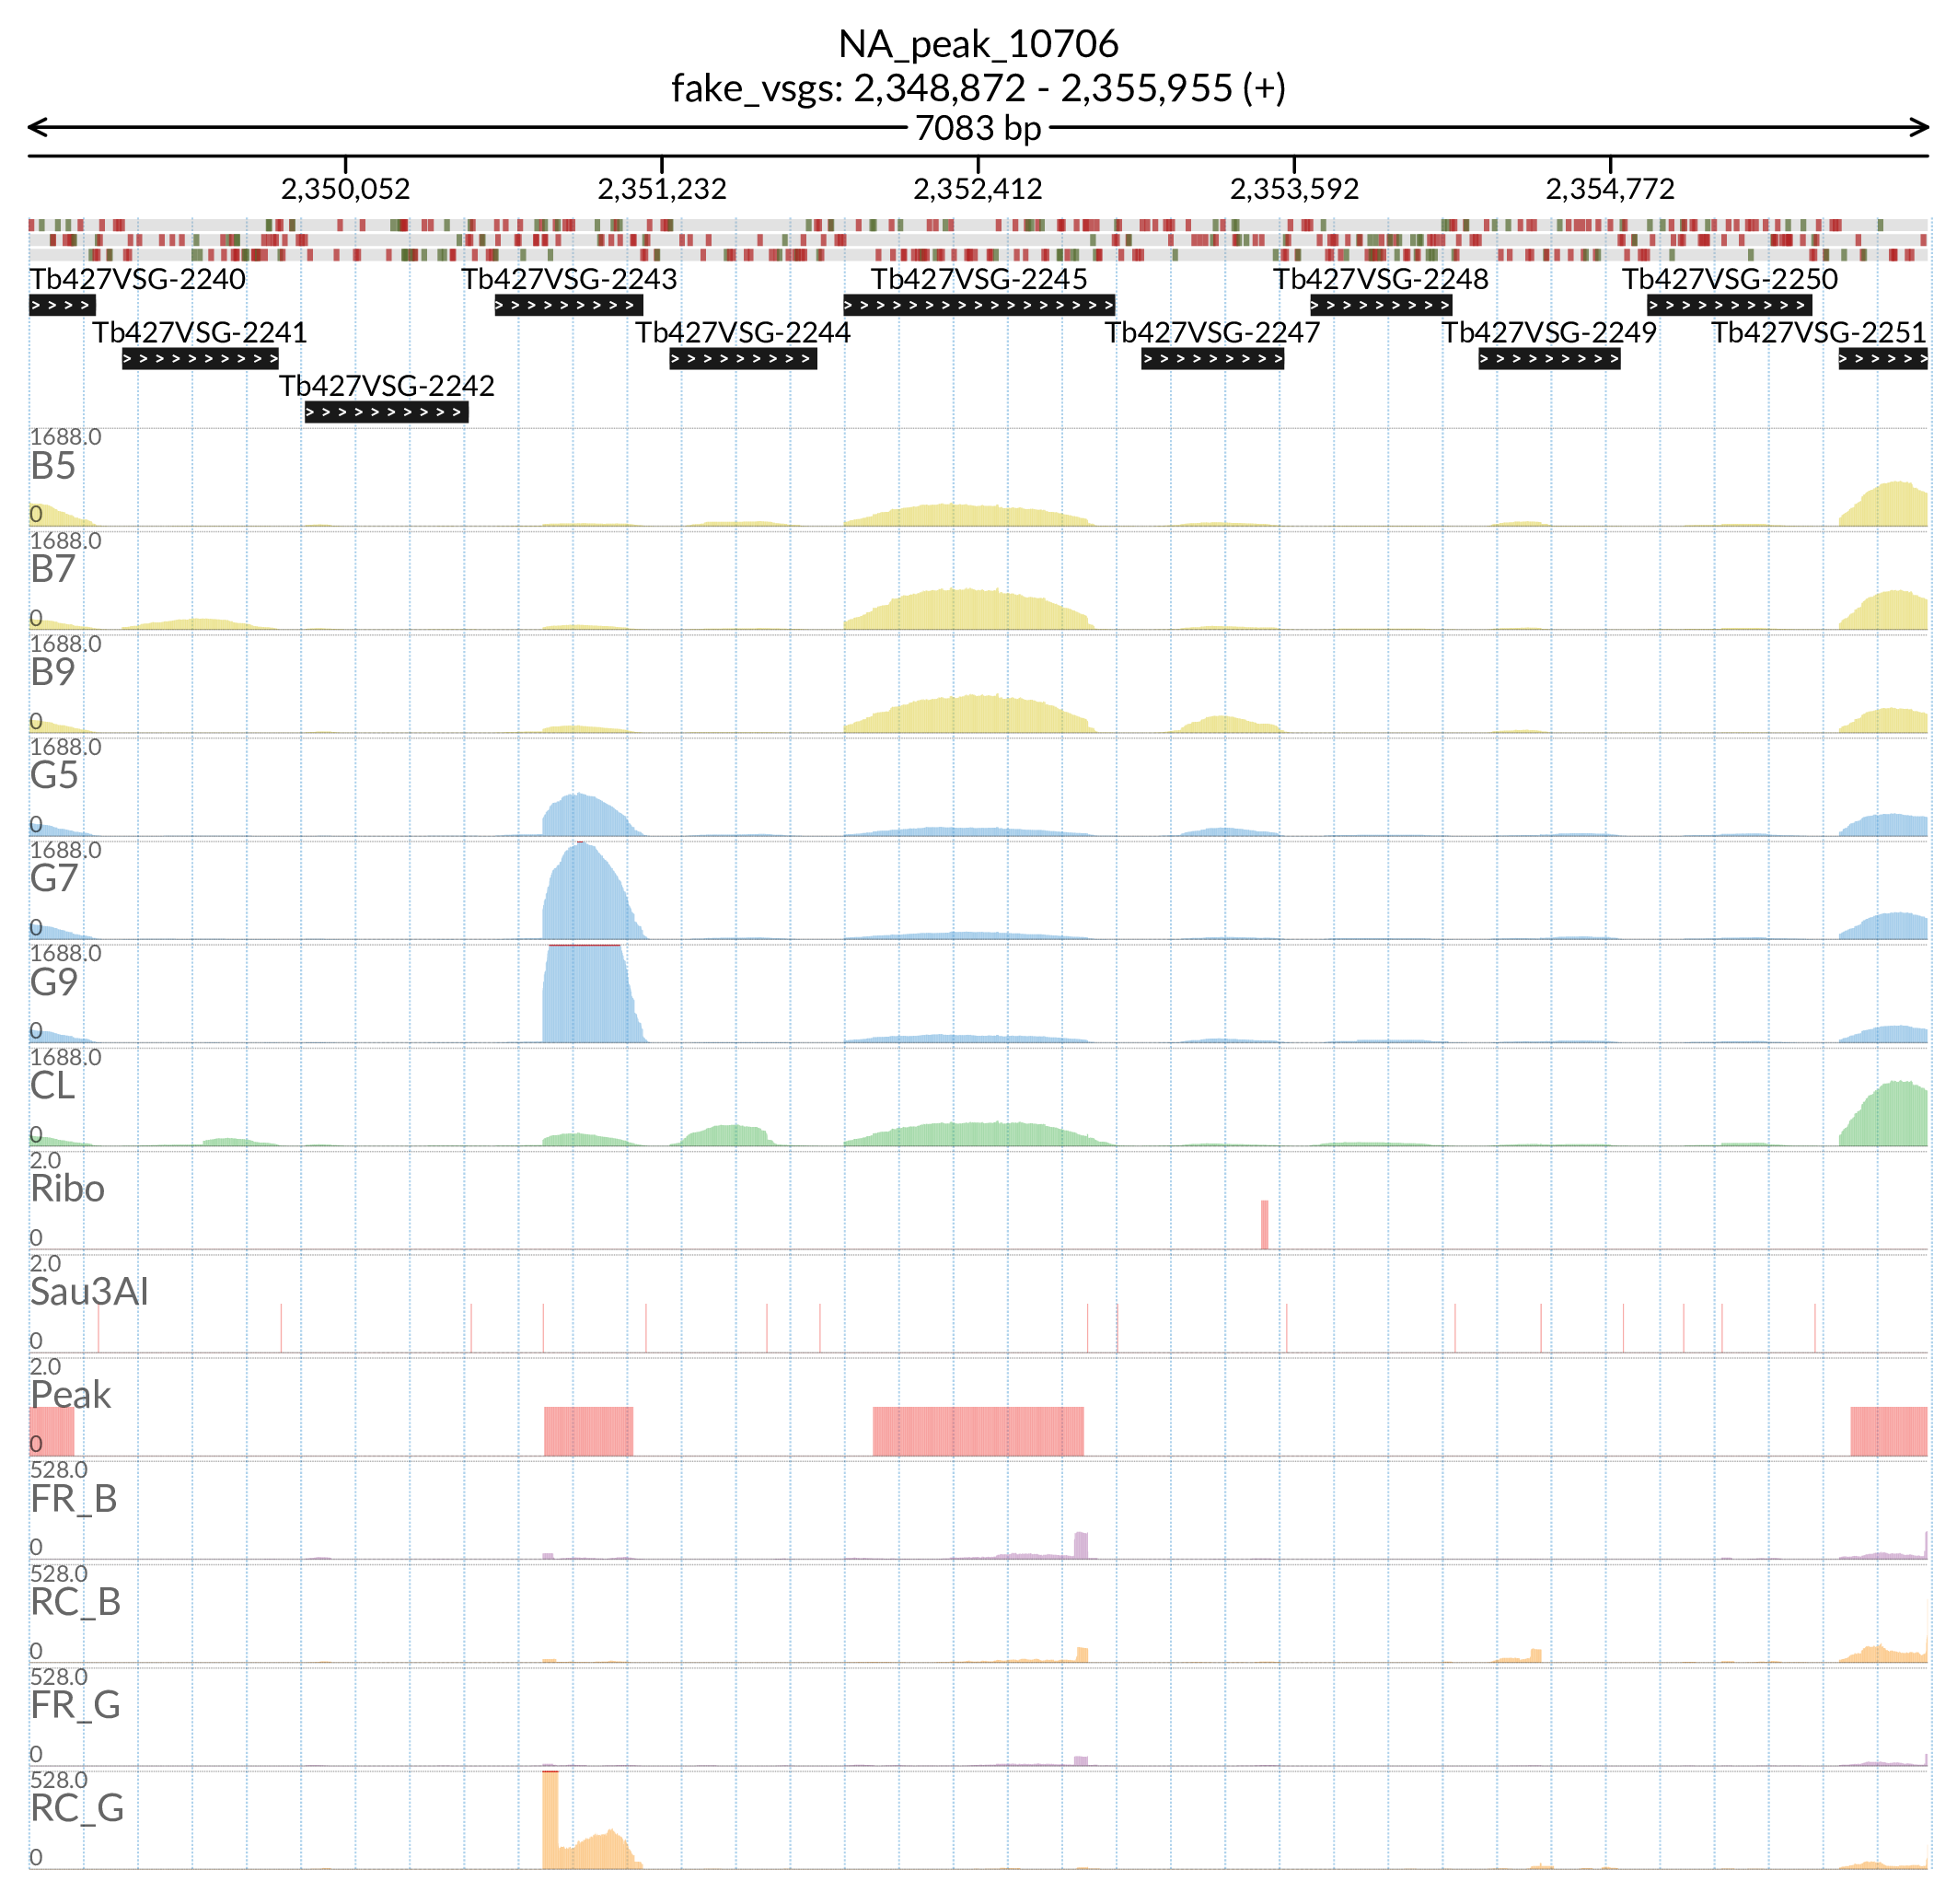 NA_peak_10706
fake_vsgs: 2,348,872 - 2,355,955 (+)
7083 bp
2,350,052 2,351,232 2,352,412 2,353,592 2,354,772
Tb427VSG-2240 Tb427VSG-2243 Tb427VSG-2245 Tb427VSG-2248 Tb427VSG-2250
Tb427VSG-2241 Tb427VSG-2244 Tb427VSG-2247 Tb427VSG-2249 Tb427VSG-2251
Tb427VSG-2242
1688.0
B5
0
1688.0
B7
0
1688.0
B9
0
1688.0
G5
0
1688.0
G7
0
1688.0
G9
0
1688.0
CL
0
2.0
Ribo
0
2.0
Sau3AI
0
2.0
Peak
0
528.0
FR_B
0
528.0
RC_B
0
528.0
FR_G
0
528.0
RC_G
0